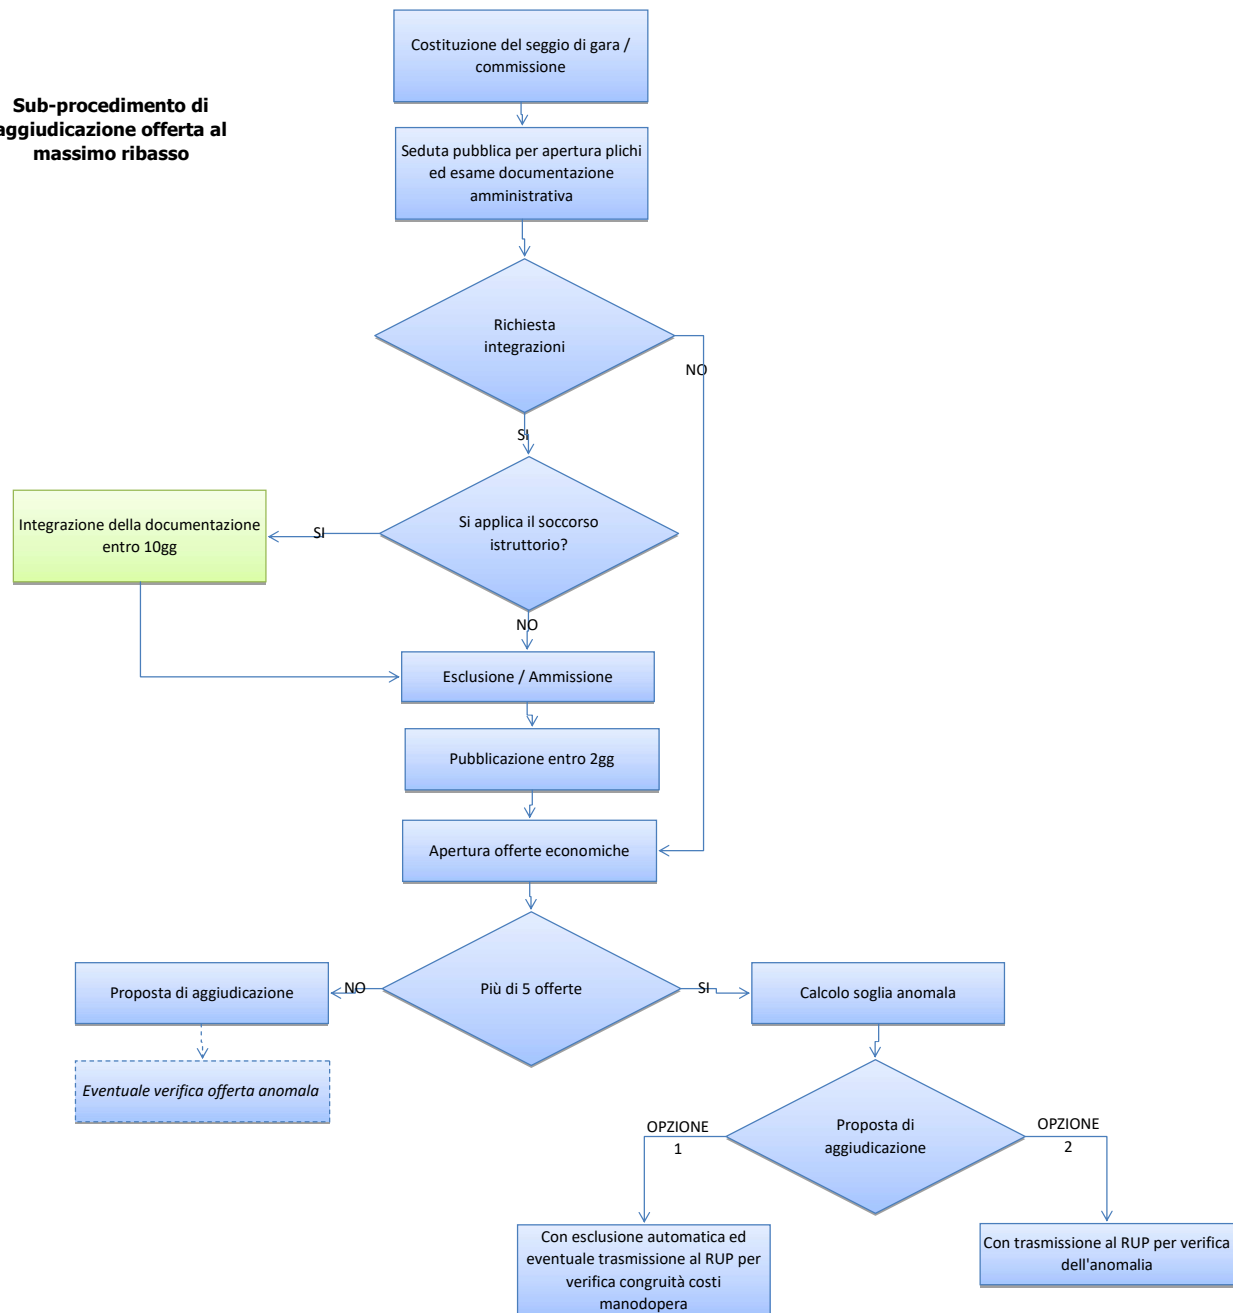 Costituzione del seggio di gara /
commissione
Sub-procedimento di
aggiudicazione offerta al
massimo ribasso
Seduta pubblica per apertura plichi
ed esame documentazione
amministrativa
Richiesta
integrazioni
NO
SI
Si applica il soccorso
istruttorio?
SI
Integrazione della documentazione
entro 10gg
NO
Esclusione / Ammissione
Pubblicazione entro 2gg
Apertura offerte economiche
Più di 5 offerte
NO
SI
Proposta di aggiudicazione
Calcolo soglia anomala
Eventuale verifica offerta anomala
Proposta di
aggiudicazione
OPZIONE
1
OPZIONE
2
Con esclusione automatica ed
eventuale trasmissione al RUP per
verifica congruità costi
manodopera
Con trasmissione al RUP per verifica
dell'anomalia